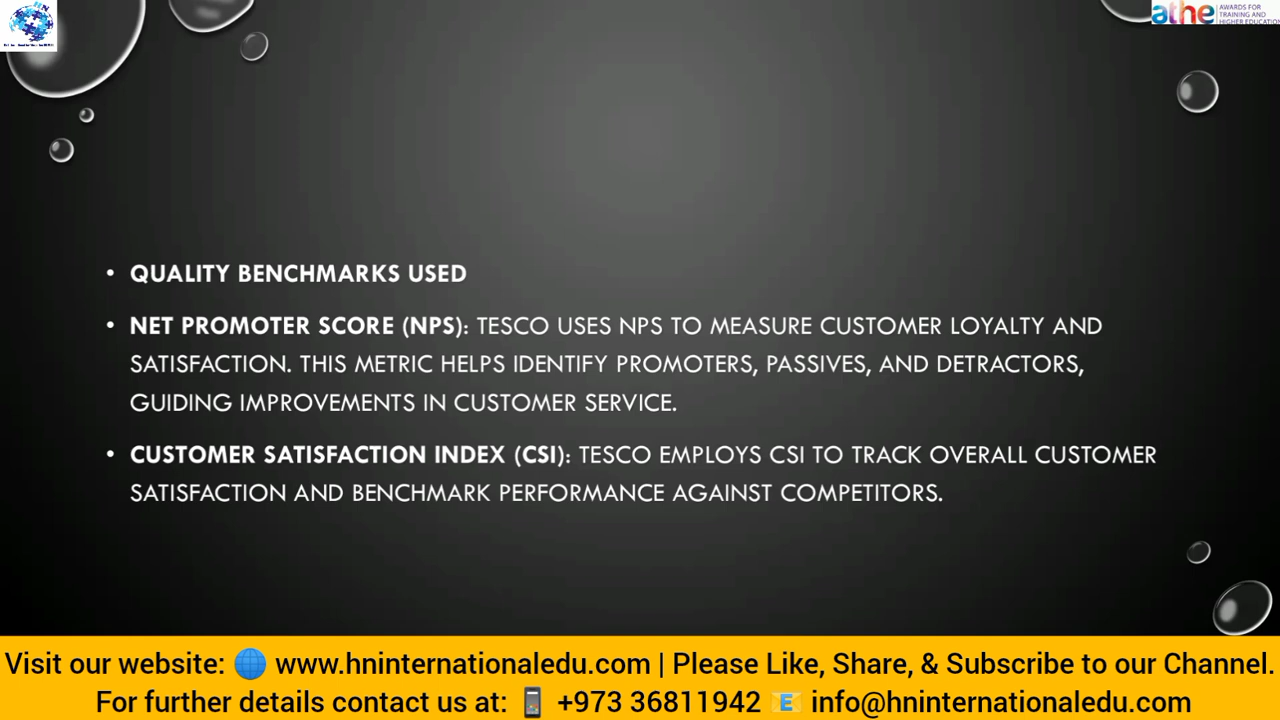 athe AWARDS FOR
TRAINING AND
HIGHER EDUCATION
• QUALITY BENCHMARKS USED
• NET PROMOTER SCORE (NPS): TESCO USES NPS TO MEASURE CUSTOMER LOYALTY AND
SATISFACTION. THIS METRIC HELPS IDENTIFY PROMOTERS, PASSIVES, AND DETRACTORS,
GUIDING IMPROVEMENTS IN CUSTOMER SERVICE.
• CUSTOMER SATISFACTION INDEX (CSI): TESCO EMPLOYS CSI TO TRACK OVERALL CUSTOMER
SATISFACTION AND BENCHMARK PERFORMANCE AGAINST COMPETITORS.
Visit our website: 🌐 www.hninternationaledu.com | Please Like, Share, & Subscribe to our Channel.
For further details contact us at: 📱 +973 36811942 📧 info@hninternationaledu.com